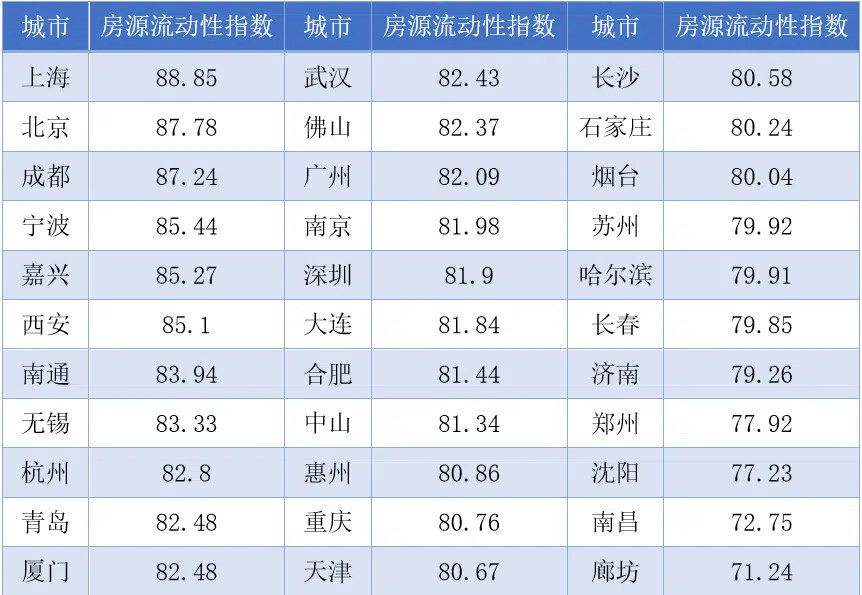 城市 房源流动性指数 城市 房源流动性指数 城市 房源流动性指数
上海 88.85 武汉 82.43 长沙 80.58
北京 87.78 佛山 82.37 石家庄 80.24
成都 87.24 广州 82.09 烟台 80.04
宁波 85.44 南京 81.98 苏州 79.92
嘉兴 85.27 深圳 81.9 哈尔滨 79.91
西安 85.1 大连 81.84 长春 79.85
南通 83.94 合肥 81.44 济南 79.26
无锡 83.33 中山 81.34 郑州 77.92
杭州 82.8 惠州 80.86 沈阳 77.23
青岛 82.48 重庆 80.76 南昌 72.75
厦门 82.48 天津 80.67 廊坊 71.24